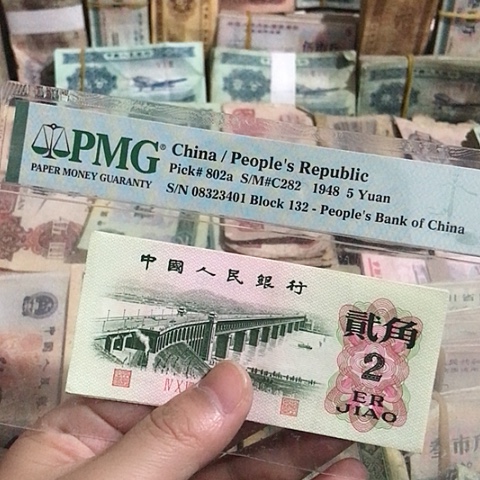 PMG®
PAPER MONEY GUARANTY
China / People's Republic
Pick# 802a S/M#C282 1948 5 Yuan
S/N 08323401 Block 132 - People's Bank of China
中國人民銀行
貳角
2
ER
JIAO